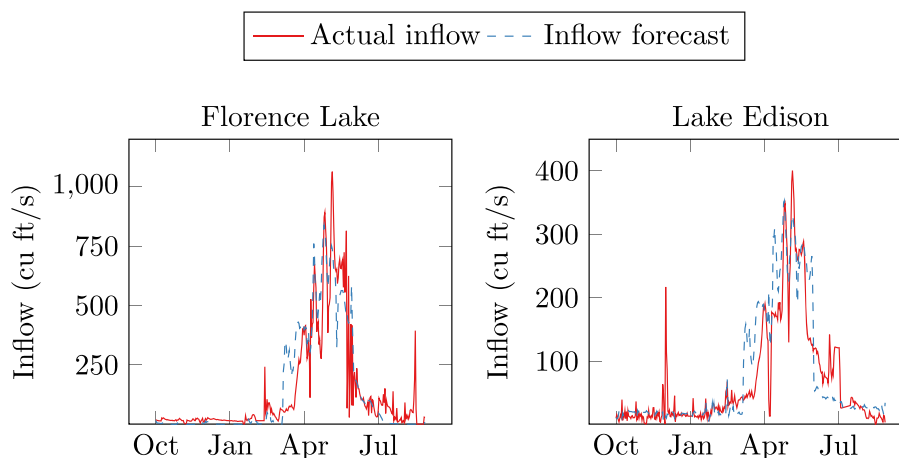 Actual inflow Inflow forecast
Florence Lake
Inflow (cu ft/s)
1,000
750
500
250
Oct Jan Apr Jul
Lake Edison
Inflow (cu ft/s)
400
300
200
100
Oct Jan Apr Jul